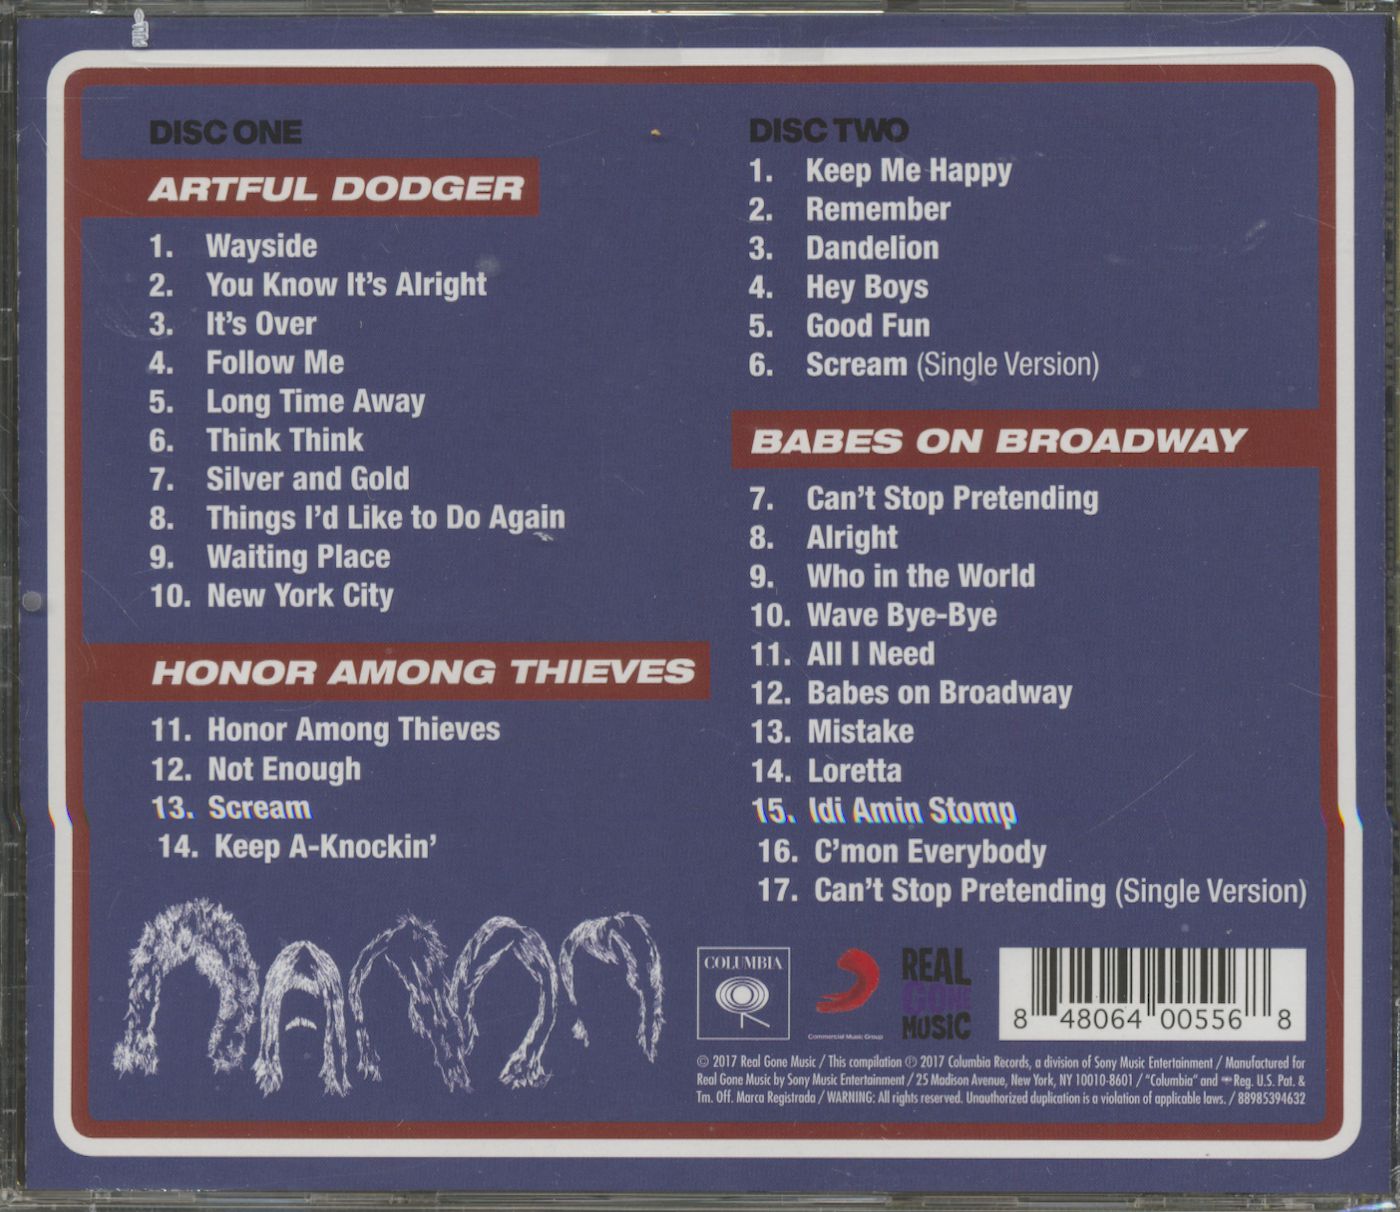 PULL
DISC ONE
ARTFUL DODGER
1. Wayside
2. You Know It's Alright
3. It's Over
4. Follow Me
5. Long Time Away
6. Think Think
7. Silver and Gold
8. Things I'd Like to Do Again
9. Waiting Place
10. New York City
HONOR AMONG THIEVES
11. Honor Among Thieves
12. Not Enough
13. Scream
14. Keep A-Knockin'
DISC TWO
1. Keep Me Happy
2. Remember
3. Dandelion
4. Hey Boys
5. Good Fun
6. Scream (Single Version)
BABES ON BROADWAY
7. Can't Stop Pretending
8. Alright
9. Who in the World
10. Wave Bye-Bye
11. All I Need
12. Babes on Broadway
13. Mistake
14. Loretta
15. Idi Amin Stomp
16. C'mon Everybody
17. Can't Stop Pretending (Single Version)
COLUMBIA
Commercial Music Group
REAL
GONE
MUSIC
8 48064 00556 8
© 2017 Real Gone Music / This compilation ℗ 2017 Columbia Records, a division of Sony Music Entertainment / Manufactured for
Real Gone Music by Sony Music Entertainment / 25 Madison Avenue, New York, NY 10010-8601 / "Columbia" and Reg. U.S. Pat. &
Tm. Off. Marca Registrada / WARNING: All rights reserved. Unauthorized duplication is a violation of applicable laws. / 88985394632